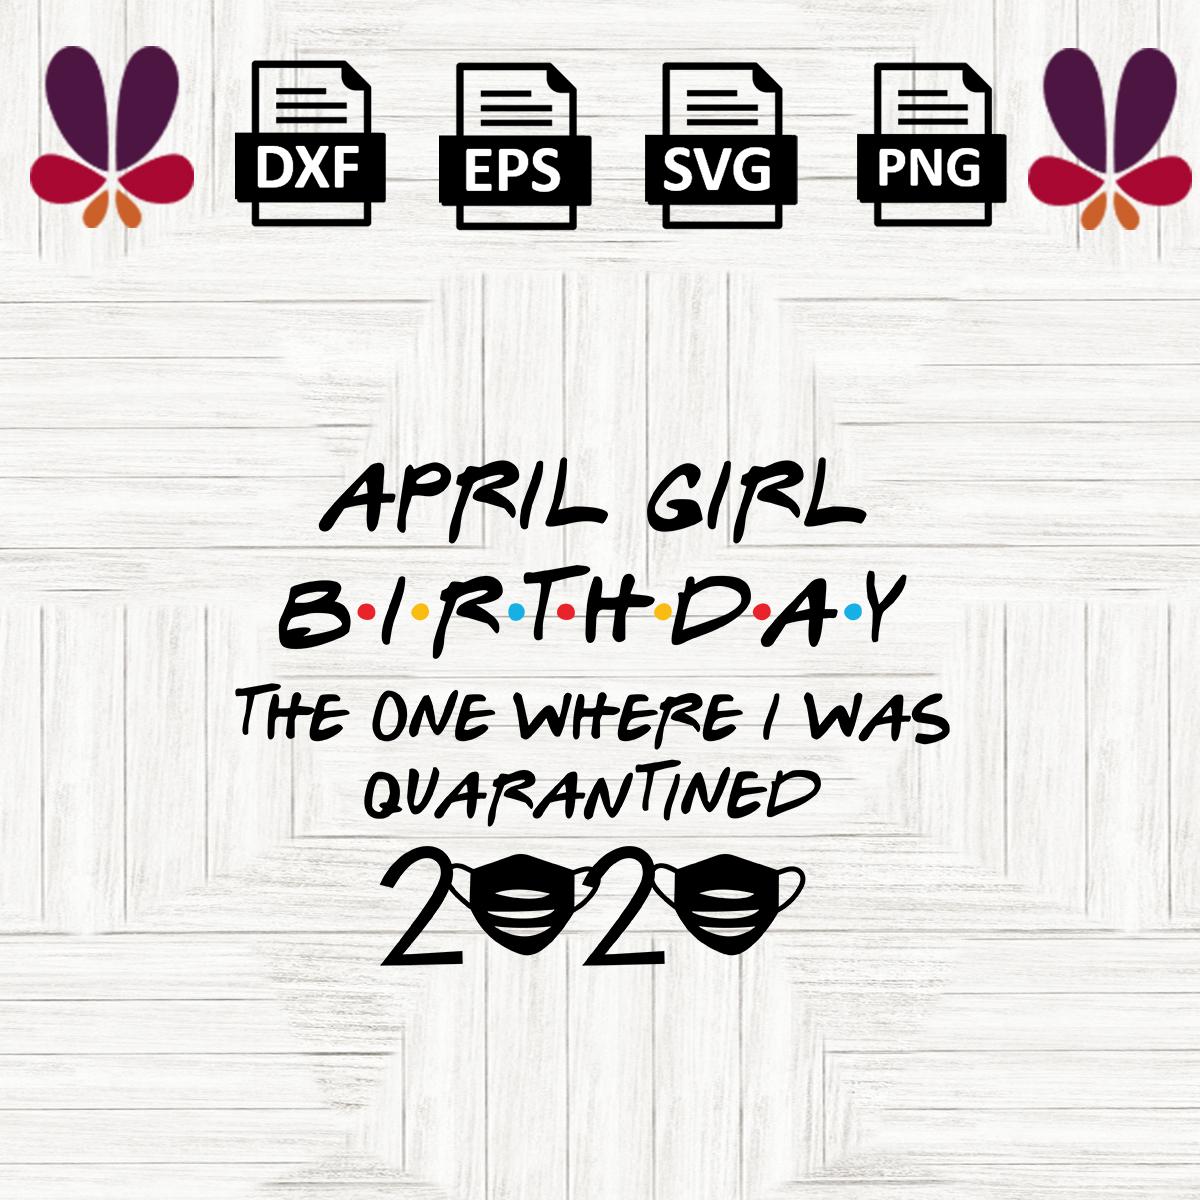 DXF EPS SVG PNG
APRIL GIRL
B•I•R•T•H•D•A•Y
THE ONE WHERE I WAS
QUARANTINED
2020